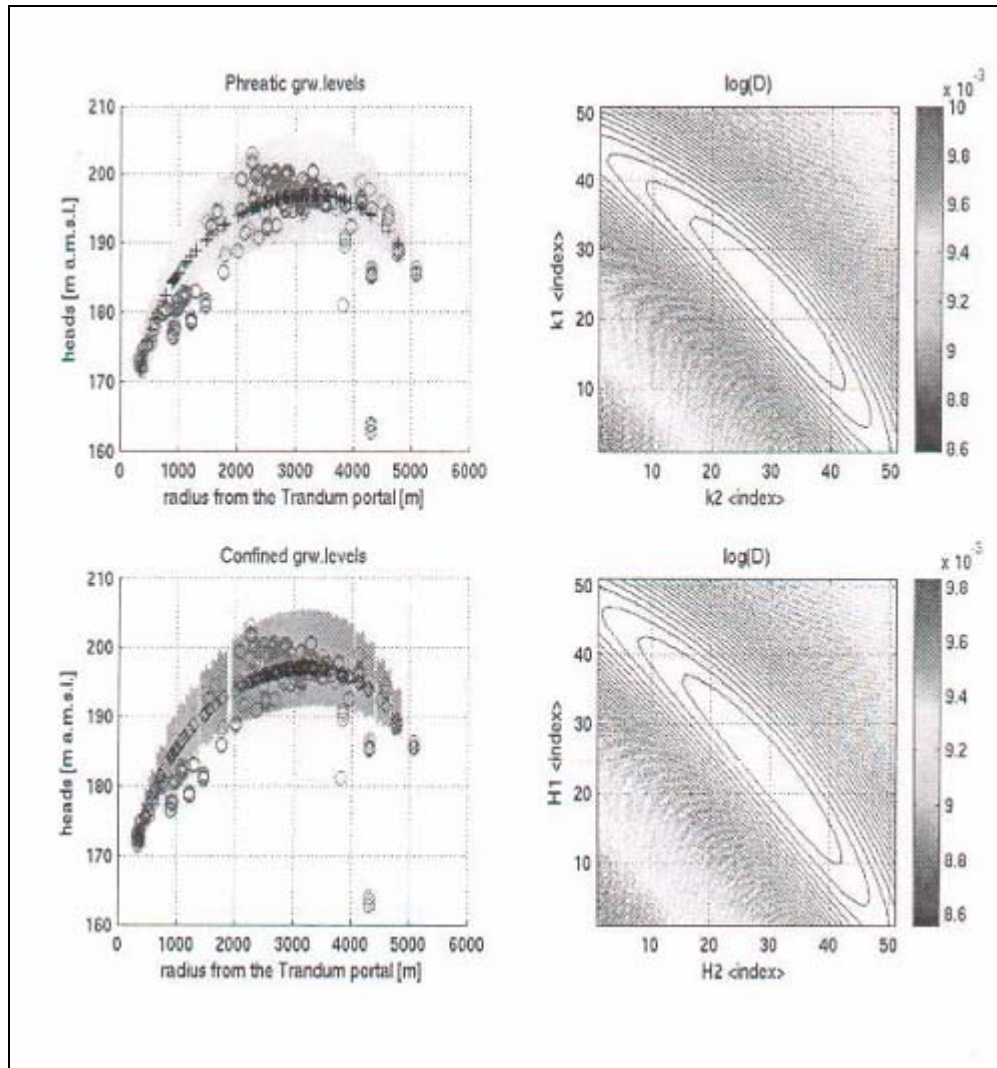 Phreatic grw.levels
210
200
190
180
170
160
heads [m a.m.s.l.]
0 1000 2000 3000 4000 5000 6000
radius from the Trandum portal [m]
log(D)
50
40
30
20
10
k1 <index>
10 20 30 40 50
k2 <index>
x 10-3
10
9.8
9.6
9.4
9.2
9
8.8
8.6
Confined grw.levels
210
200
190
180
170
160
heads [m a.m.s.l.]
0 1000 2000 3000 4000 5000 6000
radius from the Trandum portal [m]
log(D)
50
40
30
20
10
H1 <index>
10 20 30 40 50
H2 <index>
x 10
9.8
9.6
9.4
9.2
9
8.8
8.6